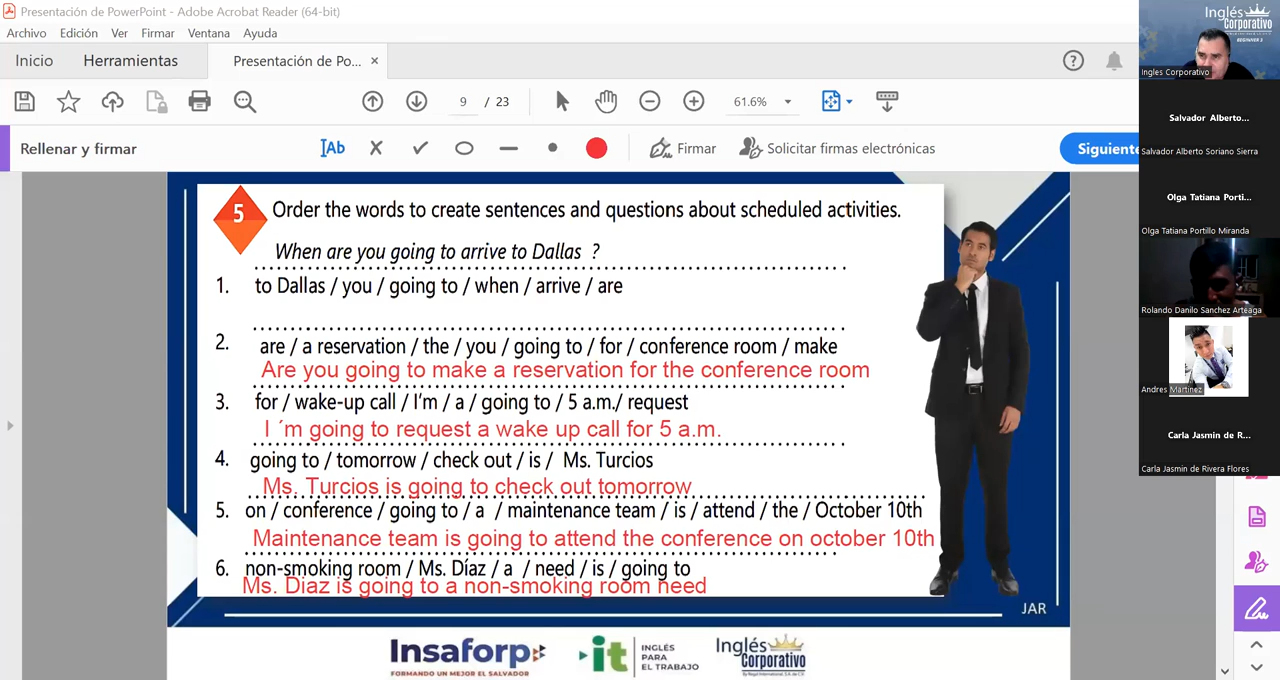 Presentación de PowerPoint - Adobe Acrobat Reader (64-bit)
Archivo Edición Ver Firmar Ventana Ayuda
Inicio Herramientas Presentación de Po... ×
9 / 23 61.6%
Rellenar y firmar Ab Firmar Solicitar firmas electrónicas Siguiente
5 Order the words to create sentences and questions about scheduled activities.
When are you going to arrive to Dallas ?
1. to Dallas / you / going to / when / arrive / are
2. are / a reservation / the / you / going to / for / conference room / make
Are you going to make a reservation for the conference room
3. for / wake-up call / I'm / a / going to / 5 a.m./ request
I ´m going to request a wake up call for 5 a.m.
4. going to / tomorrow / check out / is / Ms. Turcios
Ms. Turcios is going to check out tomorrow
5. on / conference / going to / a / maintenance team / is / attend / the / October 10th
Maintenance team is going to attend the conference on october 10th
6. non-smoking room / Ms. Díaz / a / need / is / going to
Ms. Diaz is going to a non-smoking room need
JAR
Insaforp
FORMANDO UN MEJOR EL SALVADOR
it INGLÉS
PARA
EL TRABAJO
Inglés
Corporativo
Inglés
Corporativo
BEGINNER 5
Ingles Corporativo
Salvador Alberto...
Salvador Alberto Soriano Sierra
Olga Tatiana Porti...
Olga Tatiana Portillo Miranda
Rolando Danilo Sanchez Arteaga
Andres Martinez
Carla Jasmin de R...
Carla Jasmin de Rivera Flores